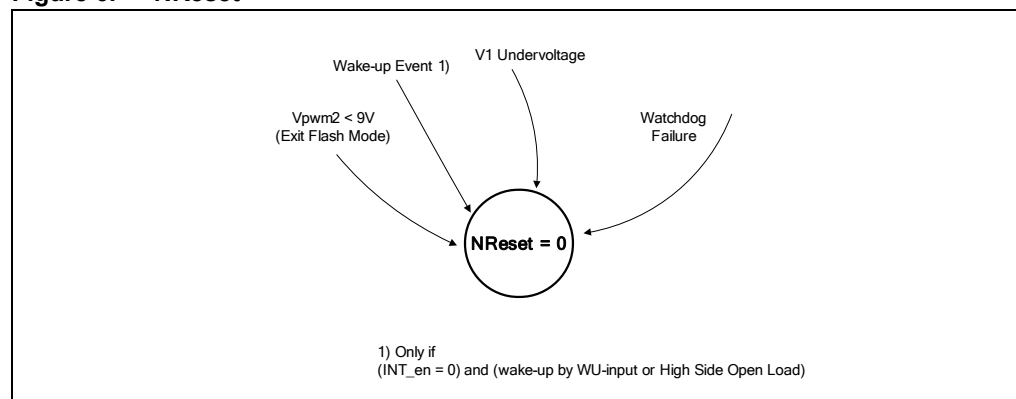 Figure NReset
Wake-up Event 1)
V1 Undervoltage
Vpwm2 < 9V
(Exit Flash Mode)
Watchdog
Failure
NReset = 0
1) Only if
(INT_en = 0) and (wake-up by WU-input or High Side Open Load)